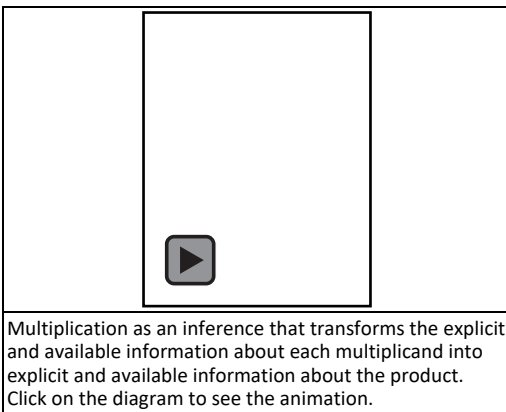 Multiplication as an inference that transforms the explicit
and available information about each multiplicand into
explicit and available information about the product.
Click on the diagram to see the animation.